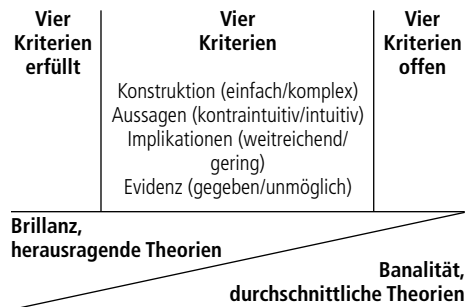 Vier
Kriterien
erfüllt
Vier
Kriterien
Konstruktion (einfach/komplex)
Aussagen (kontraintuitiv/intuitiv)
Implikationen (weitreichend/
gering)
Evidenz (gegeben/unmöglich)
Vier
Kriterien
offen
Brillanz,
herausragende Theorien
Banalität,
durchschnittliche Theorien